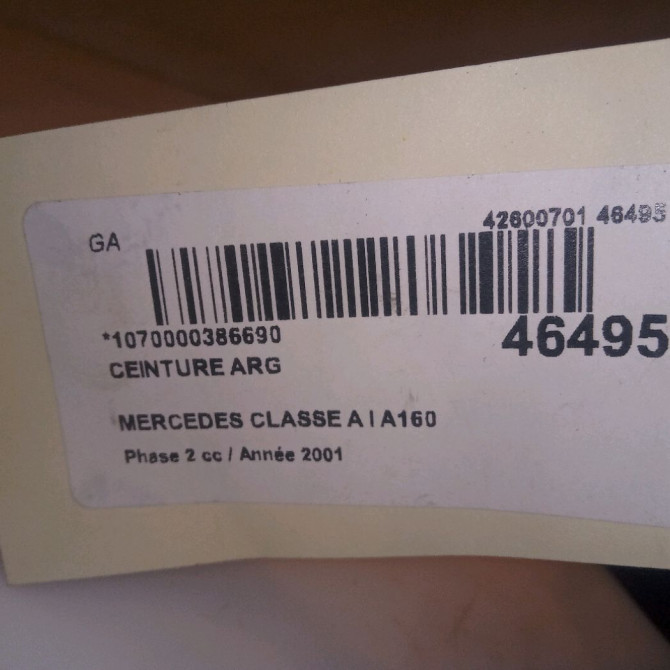 42600701 46495
GA
*1070000386690
46495
CEINTURE ARG
MERCEDES CLASSE A I A160
Phase 2 cc / Année 2001